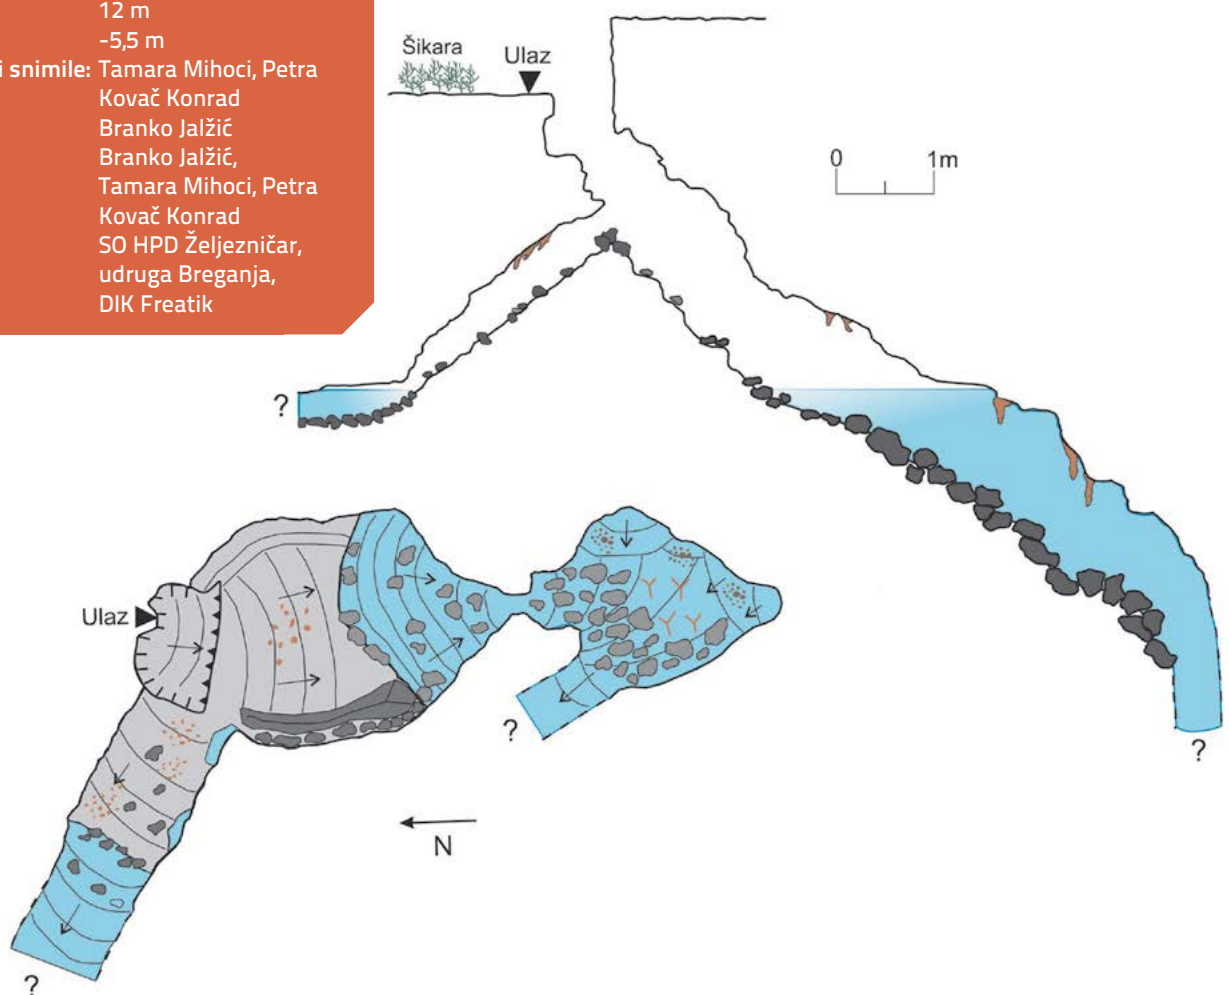 12 m
-5,5 m
i snimile: Tamara Mihoci, Petra
Kovač Konrad
Branko Jalžić
Branko Jalžić,
Tamara Mihoci, Petra
Kovač Konrad
SO HPD Željezničar,
udruga Breganja,
DIK Freatik
Šikara
Ulaz
0 1m
?
Ulaz
?
?
N
?